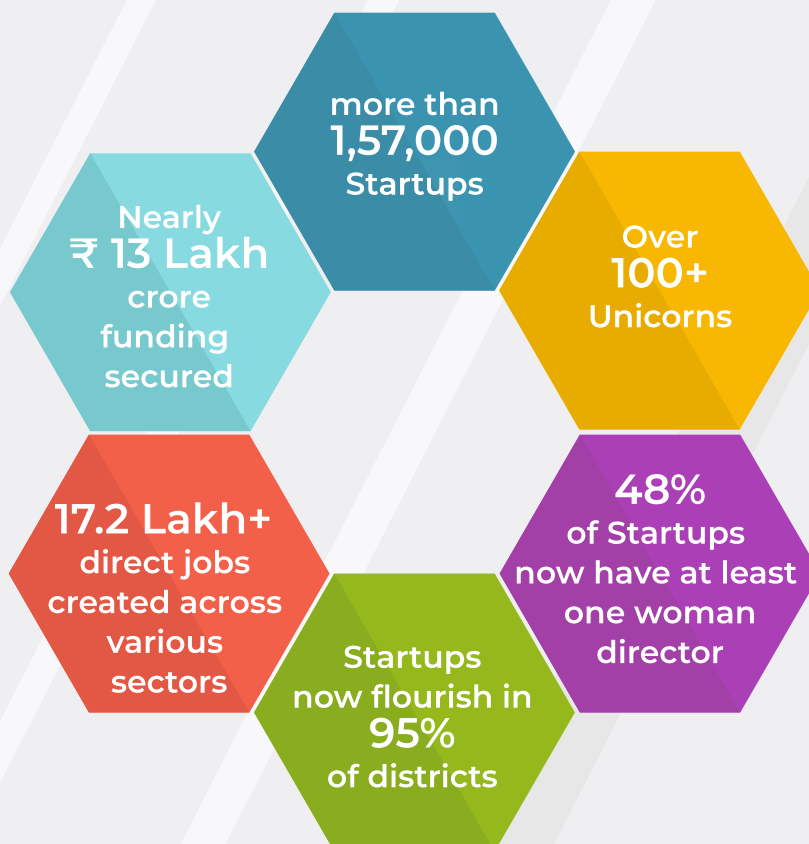 more than
1,57,000
Startups
Over
100+
Unicorns
48%
of Startups
now have at least
one woman
director
Startups
now flourish in
95%
of districts
17.2 Lakh+
direct jobs
created across
various
sectors
Nearly
₹ 13 Lakh
crore
funding
secured